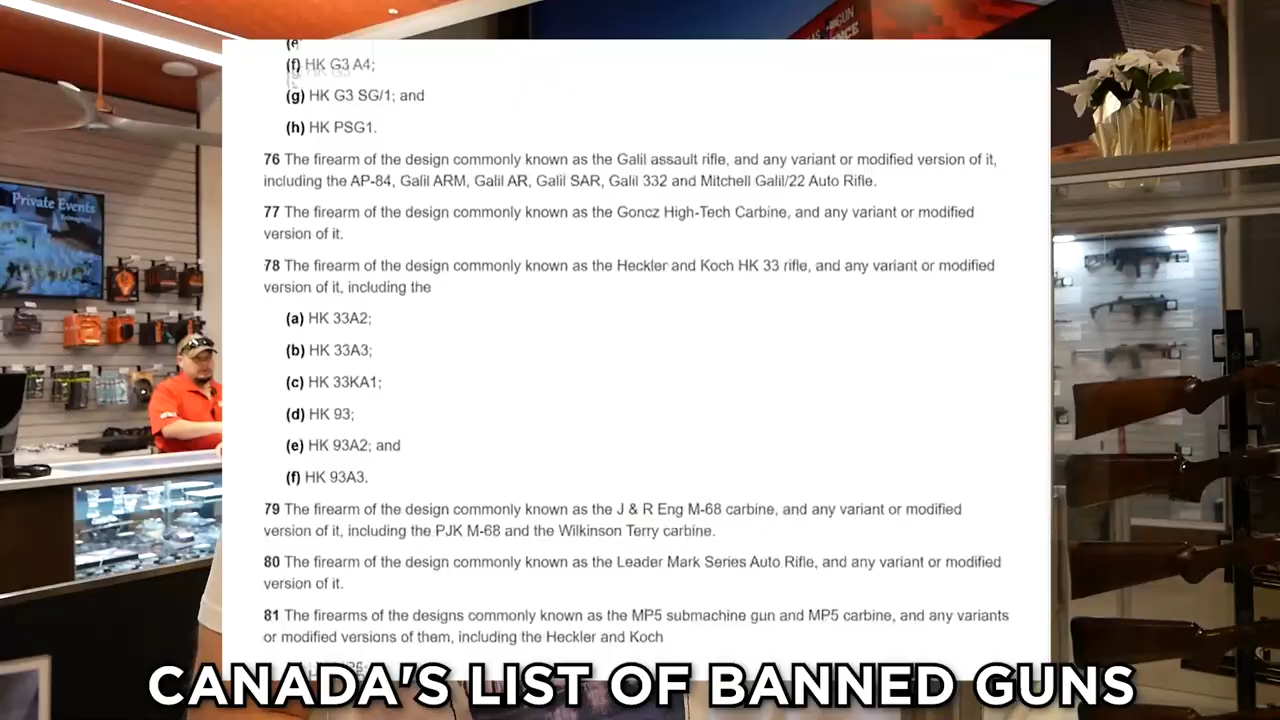 GUN
(e
(f) HK G3 A4;
(g) HK G3 SG/1; and
(h) HK PSG1.
76 The firearm of the design commonly known as the Galil assault rifle, and any variant or modified version of it,
including the AP-84, Galil ARM, Galil AR, Galil SAR, Galil 332 and Mitchell Galil/22 Auto Rifle.
77 The firearm of the design commonly known as the Goncz High-Tech Carbine, and any variant or modified
version of it.
Private Events
78 The firearm of the design commonly known as the Heckler and Koch HK 33 rifle, and any variant or modified
version of it, including the
(a) HK 33A2;
(b) HK 33A3;
(c) HK 33KA1;
(d) HK 93;
(e) HK 93A2; and
(f) HK 93A3.
79 The firearm of the design commonly known as the J & R Eng M-68 carbine, and any variant or modified
version of it, including the PJK M-68 and the Wilkinson Terry carbine.
80 The firearm of the design commonly known as the Leader Mark Series Auto Rifle, and any variant or modified
version of it.
81 The firearms of the designs commonly known as the MP5 submachine gun and MP5 carbine, and any variants
or modified versions of them, including the Heckler and Koch
CANADA'S LIST OF BANNED GUNS